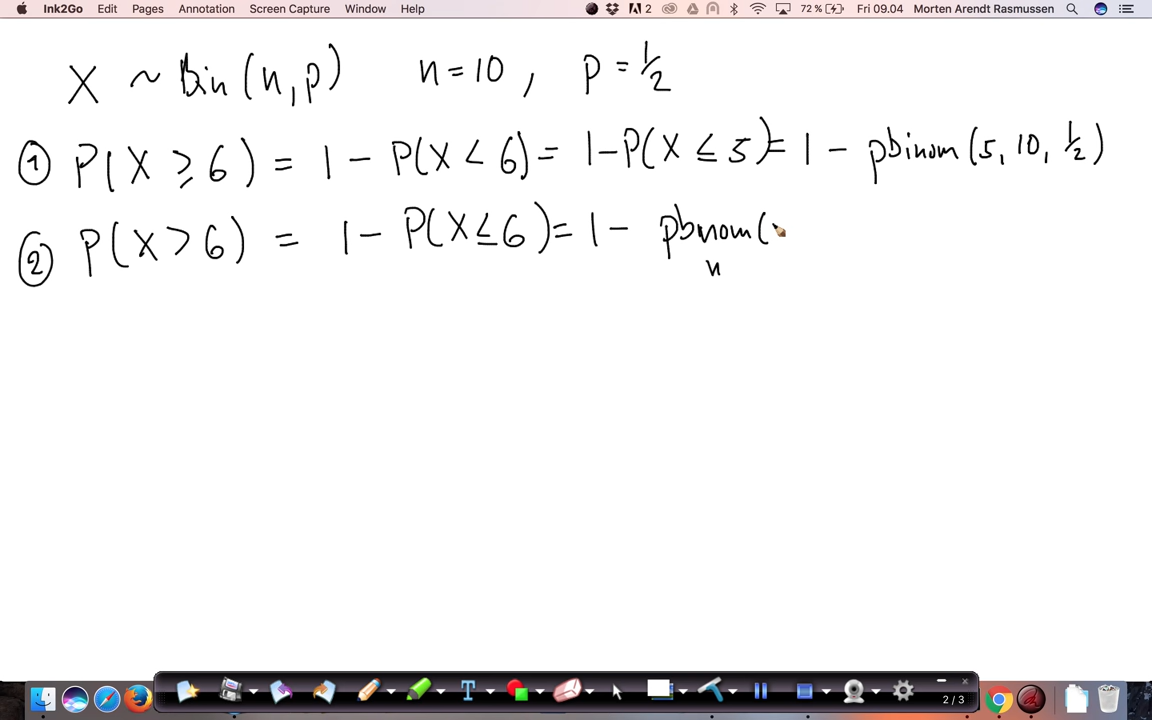 Ink2Go Edit Pages Annotation Screen Capture Window Help 2 72 % Fri 09.04 Morten Arendt Rasmussen
X ~ Bin (n,p) n = 10 , p = 1/2
① P(X ≥ 6) = 1 - P(X < 6) = 1 - P(X ≤ 5) = 1 - pbinom (5, 10, 1/2)
② P(X > 6) = 1 - P(X ≤ 6) = 1 - pbnom (
n
T
2 / 3